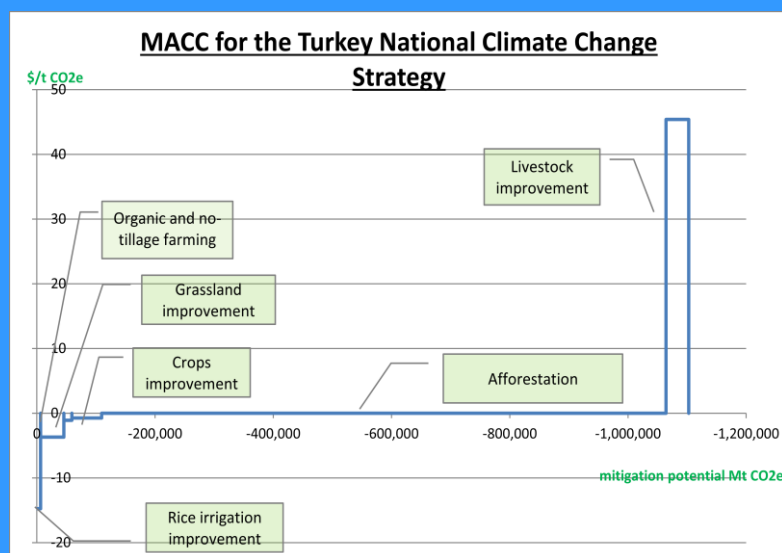 MACC for the Turkey National Climate Change
Strategy
$/t CO2e
50
40
Livestock
improvement
30
Organic and no-
tillage farming
20
Grassland
improvement
10
Crops
improvement
Afforestation
0
0
-200,000
-400,000
-600,000
-800,000
-1,000,000
-1,200,000
-10
mitigation potential Mt CO2e
Rice irrigation
improvement
-20